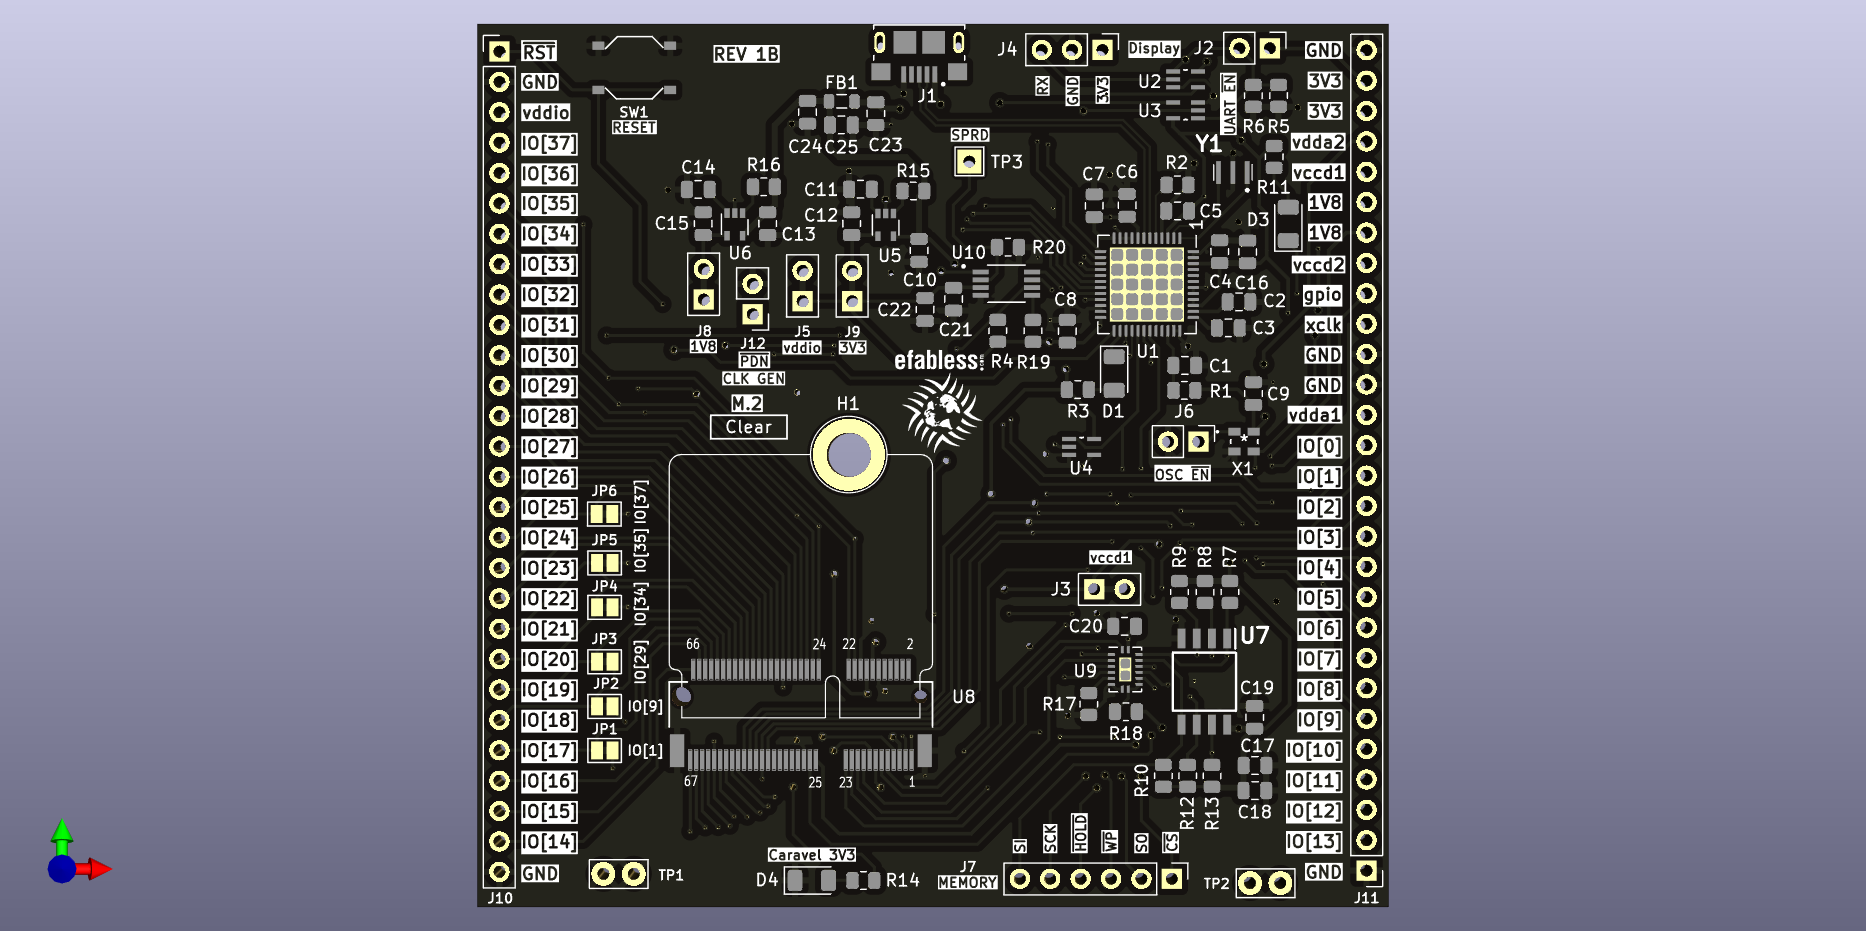 RST
GND
vddio
IO[37]
IO[36]
IO[35]
IO[34]
IO[33]
IO[32]
IO[31]
IO[30]
IO[29]
IO[28]
IO[27]
IO[26]
IO[25]
IO[24]
IO[23]
IO[22]
IO[21]
IO[20]
IO[19]
IO[18]
IO[17]
IO[16]
IO[15]
IO[14]
GND
J10
SW1
RESET
REV 1B
FB1
C24
C25
C23
J1
J4
RX
GND
3V3
Display
J2
UART EN
U2
U3
R6
R5
Y1
R11
D3
SPRD
TP3
C14
R16
C15
C13
U6
C11
R15
C12
U5
C10
U10
R20
C7
C6
R2
C5
1
C4
C16
C2
C3
C22
C21
C8
R4
R19
U1
J8
1V8
J12
PDN
CLK GEN
J5
vddio
J9
3V3
efabless
M.2
Clear
H1
R3
D1
C1
R1
J6
C9
U4
OSC EN
*
X1
JP6
IO[37]
JP5
IO[35]
JP4
IO[34]
JP3
IO[29]
JP2
IO[9]
JP1
IO[1]
66
24
22
2
U8
67
25
23
1
vccd1
J3
R9
R8
R7
C20
U9
U7
R17
R18
C19
C17
C18
R10
R12
R13
SI
SCK
HOLD
WP
SO
CS
J7
MEMORY
Caravel 3V3
D4
R14
TP1
TP2
GND
3V3
3V3
vdda2
vccd1
1V8
1V8
vccd2
gpio
xclk
GND
GND
vdda1
IO[0]
IO[1]
IO[2]
IO[3]
IO[4]
IO[5]
IO[6]
IO[7]
IO[8]
IO[9]
IO[10]
IO[11]
IO[12]
IO[13]
GND
J11